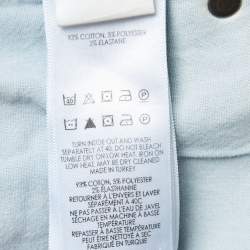 93% COTTON, 5% POLYESTER
2% ELASTANE
TURN INSIDE OUT AND WASH
SEPARATELY AT 40. DO NOT BLEACH
TUMBLE DRY ON LOW HEAT. IRON ON
LOW HEAT. MAY BE DRY CLEANED
MADE IN TURKEY
93% COTON, 5% POLYESTER
2% ELASTHANNE
RETOURNER À L'ENVERS ET LAVER
SÉPARÉMENT À 40C
NE PAS PASSER À L'EAU DE JAVEL
SÉCHAGE EN MACHINE À BASSE
TEMPÉRATURE
REPASSER À BASSE TEMPÉRATURE
PEUT ÊTRE NETTOYÉ À SEC
FABRIQUÉ EN TURQUIE